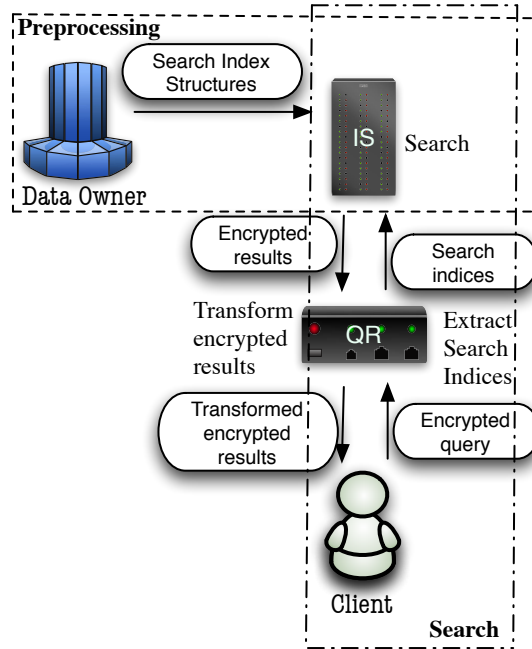 Preprocessing
Search Index
Structures
IS
Search
Data Owner
Encrypted
results
Search
indices
Transform
encrypted
results
QR
Extract
Search
Indices
Transformed
encrypted
results
Encrypted
query
Client
Search